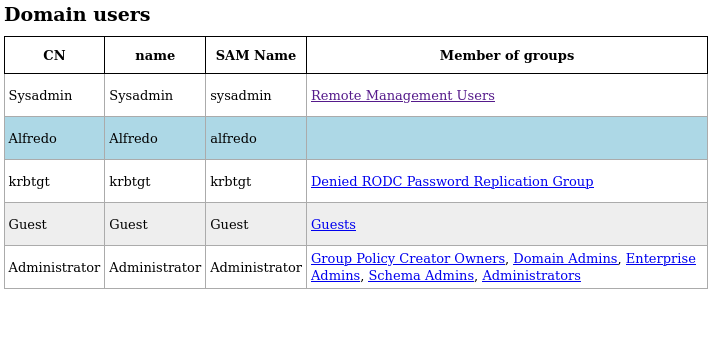 Domain users
CN name SAM Name Member of groups
Sysadmin Sysadmin sysadmin Remote Management Users
Alfredo Alfredo alfredo
krbtgt krbtgt krbtgt Denied RODC Password Replication Group
Guest Guest Guest Guests
Administrator Administrator Administrator Group Policy Creator Owners, Domain Admins, Enterprise
Admins, Schema Admins, Administrators